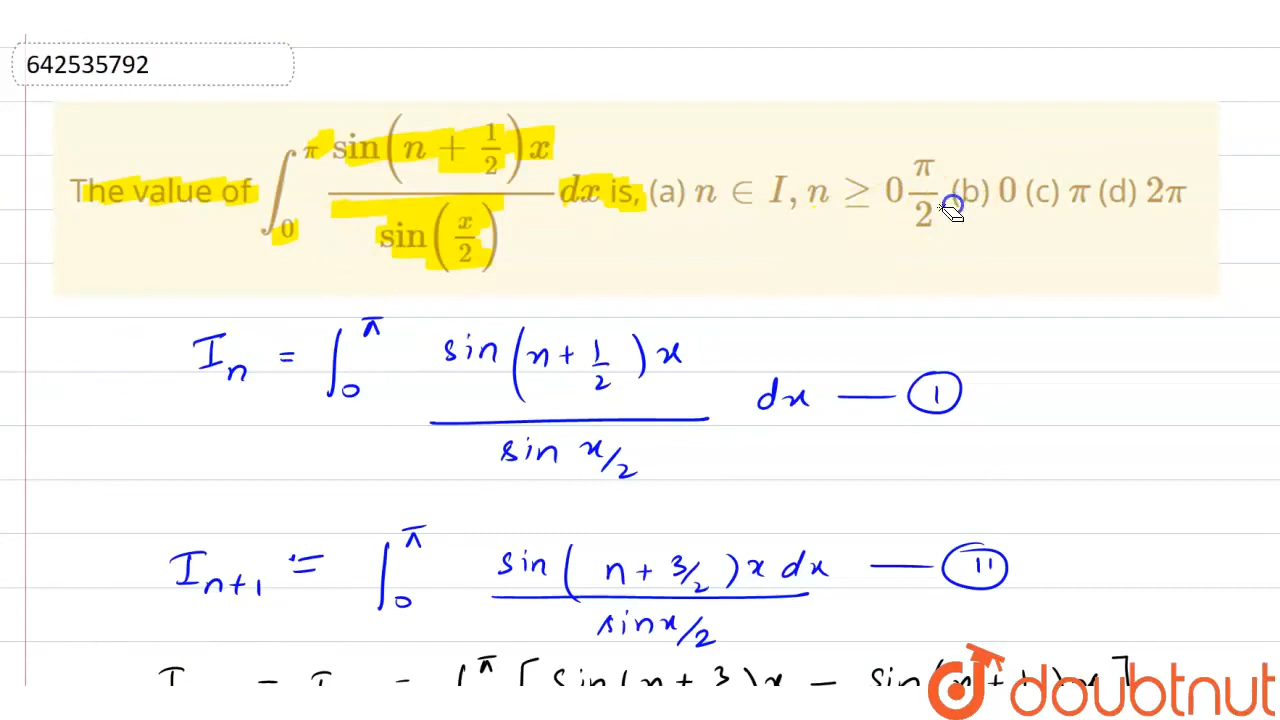 642535792
The value of ∫₀^π sin(n + 1/2)x / sin(x/2) dx is, (a) n ∈ I, n ≥ 0 π/2 (b) 0 (c) π (d) 2π
Iₙ = ∫₀^π sin(n + 1/2)x / sin x/2 dx — ①
Iₙ₊₁ = ∫₀^π sin(n + 3/2)x dx / sin x/2 — ⑪
doubtnut